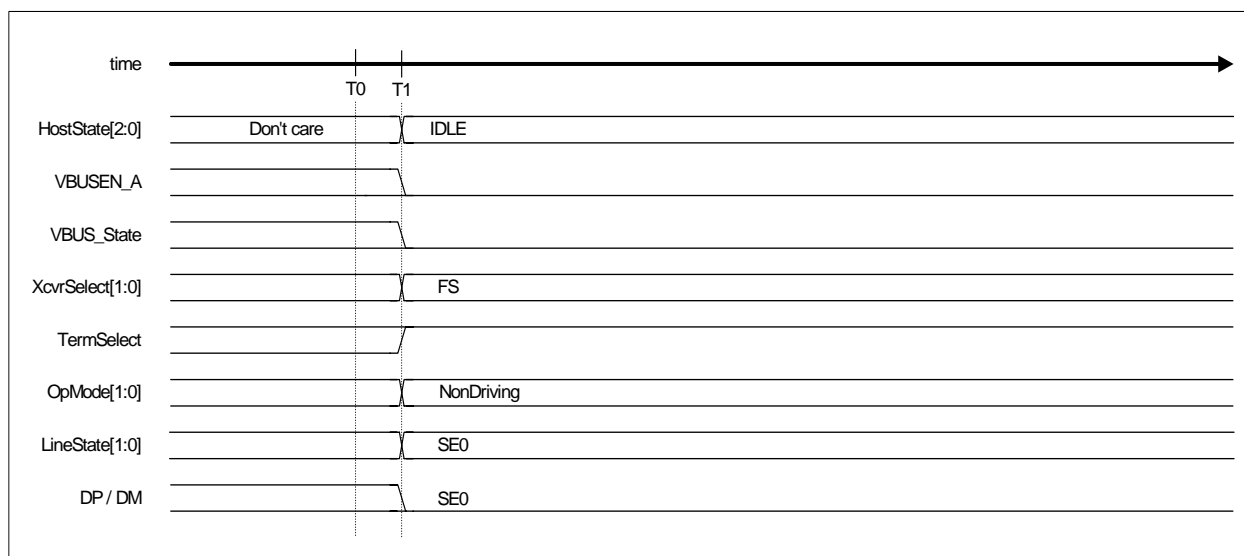 time
T0 T1
HostState[2:0] Don't care IDLE
VBUSEN_A
VBUS_State
XcvrSelect[1:0] FS
TermSelect
OpMode[1:0] NonDriving
LineState[1:0] SE0
DP / DM SE0